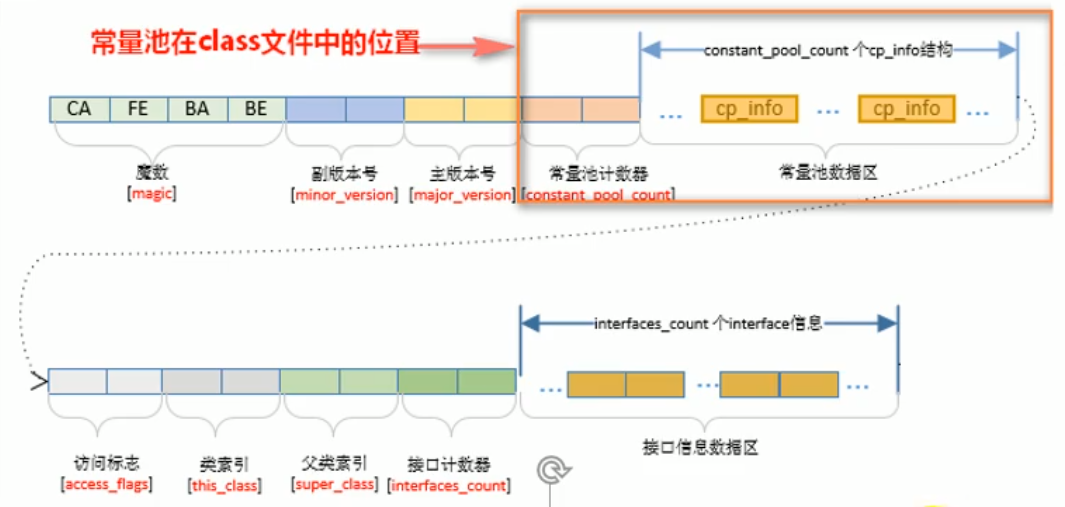 常量池在class文件中的位置
constant_pool_count 个cp_info结构
CA FE BA BE ... cp_info ... cp_info ...
魔数 副版本号 主版本号 常量池计数器 常量池数据区
[magic] [minor_version] [major_version] [constant_pool_count]
interfaces_count 个interface信息
... ... ...
访问标志 类索引 父类索引 接口计数器 接口信息数据区
[access_flags] [this_class] [super_class] [interfaces_count]